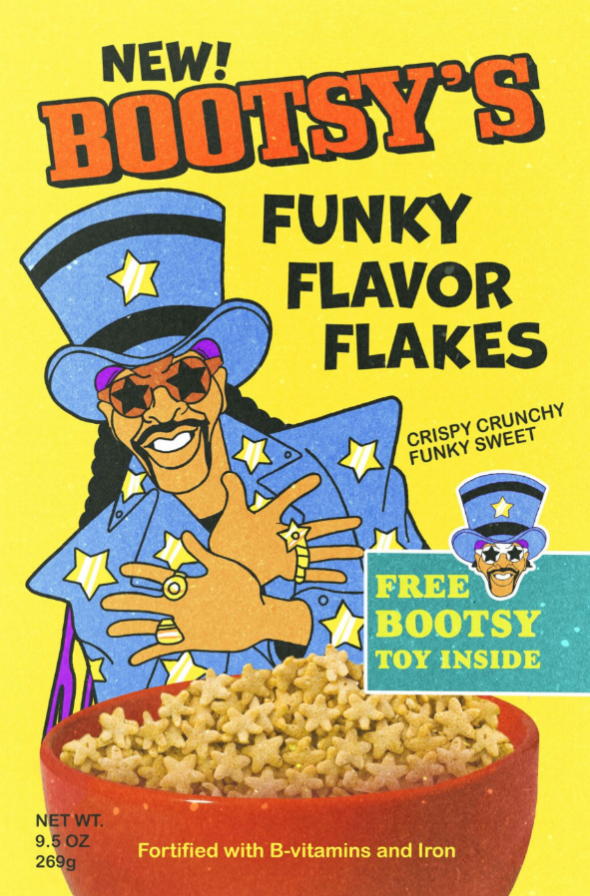 NEW!
BOOTSY'S
FUNKY
FLAVOR
FLAKES
CRISPY CRUNCHY
FUNKY SWEET
FREE
BOOTSY
TOY INSIDE
NET WT.
9.5 OZ
269g
Fortified with B-vitamins and Iron